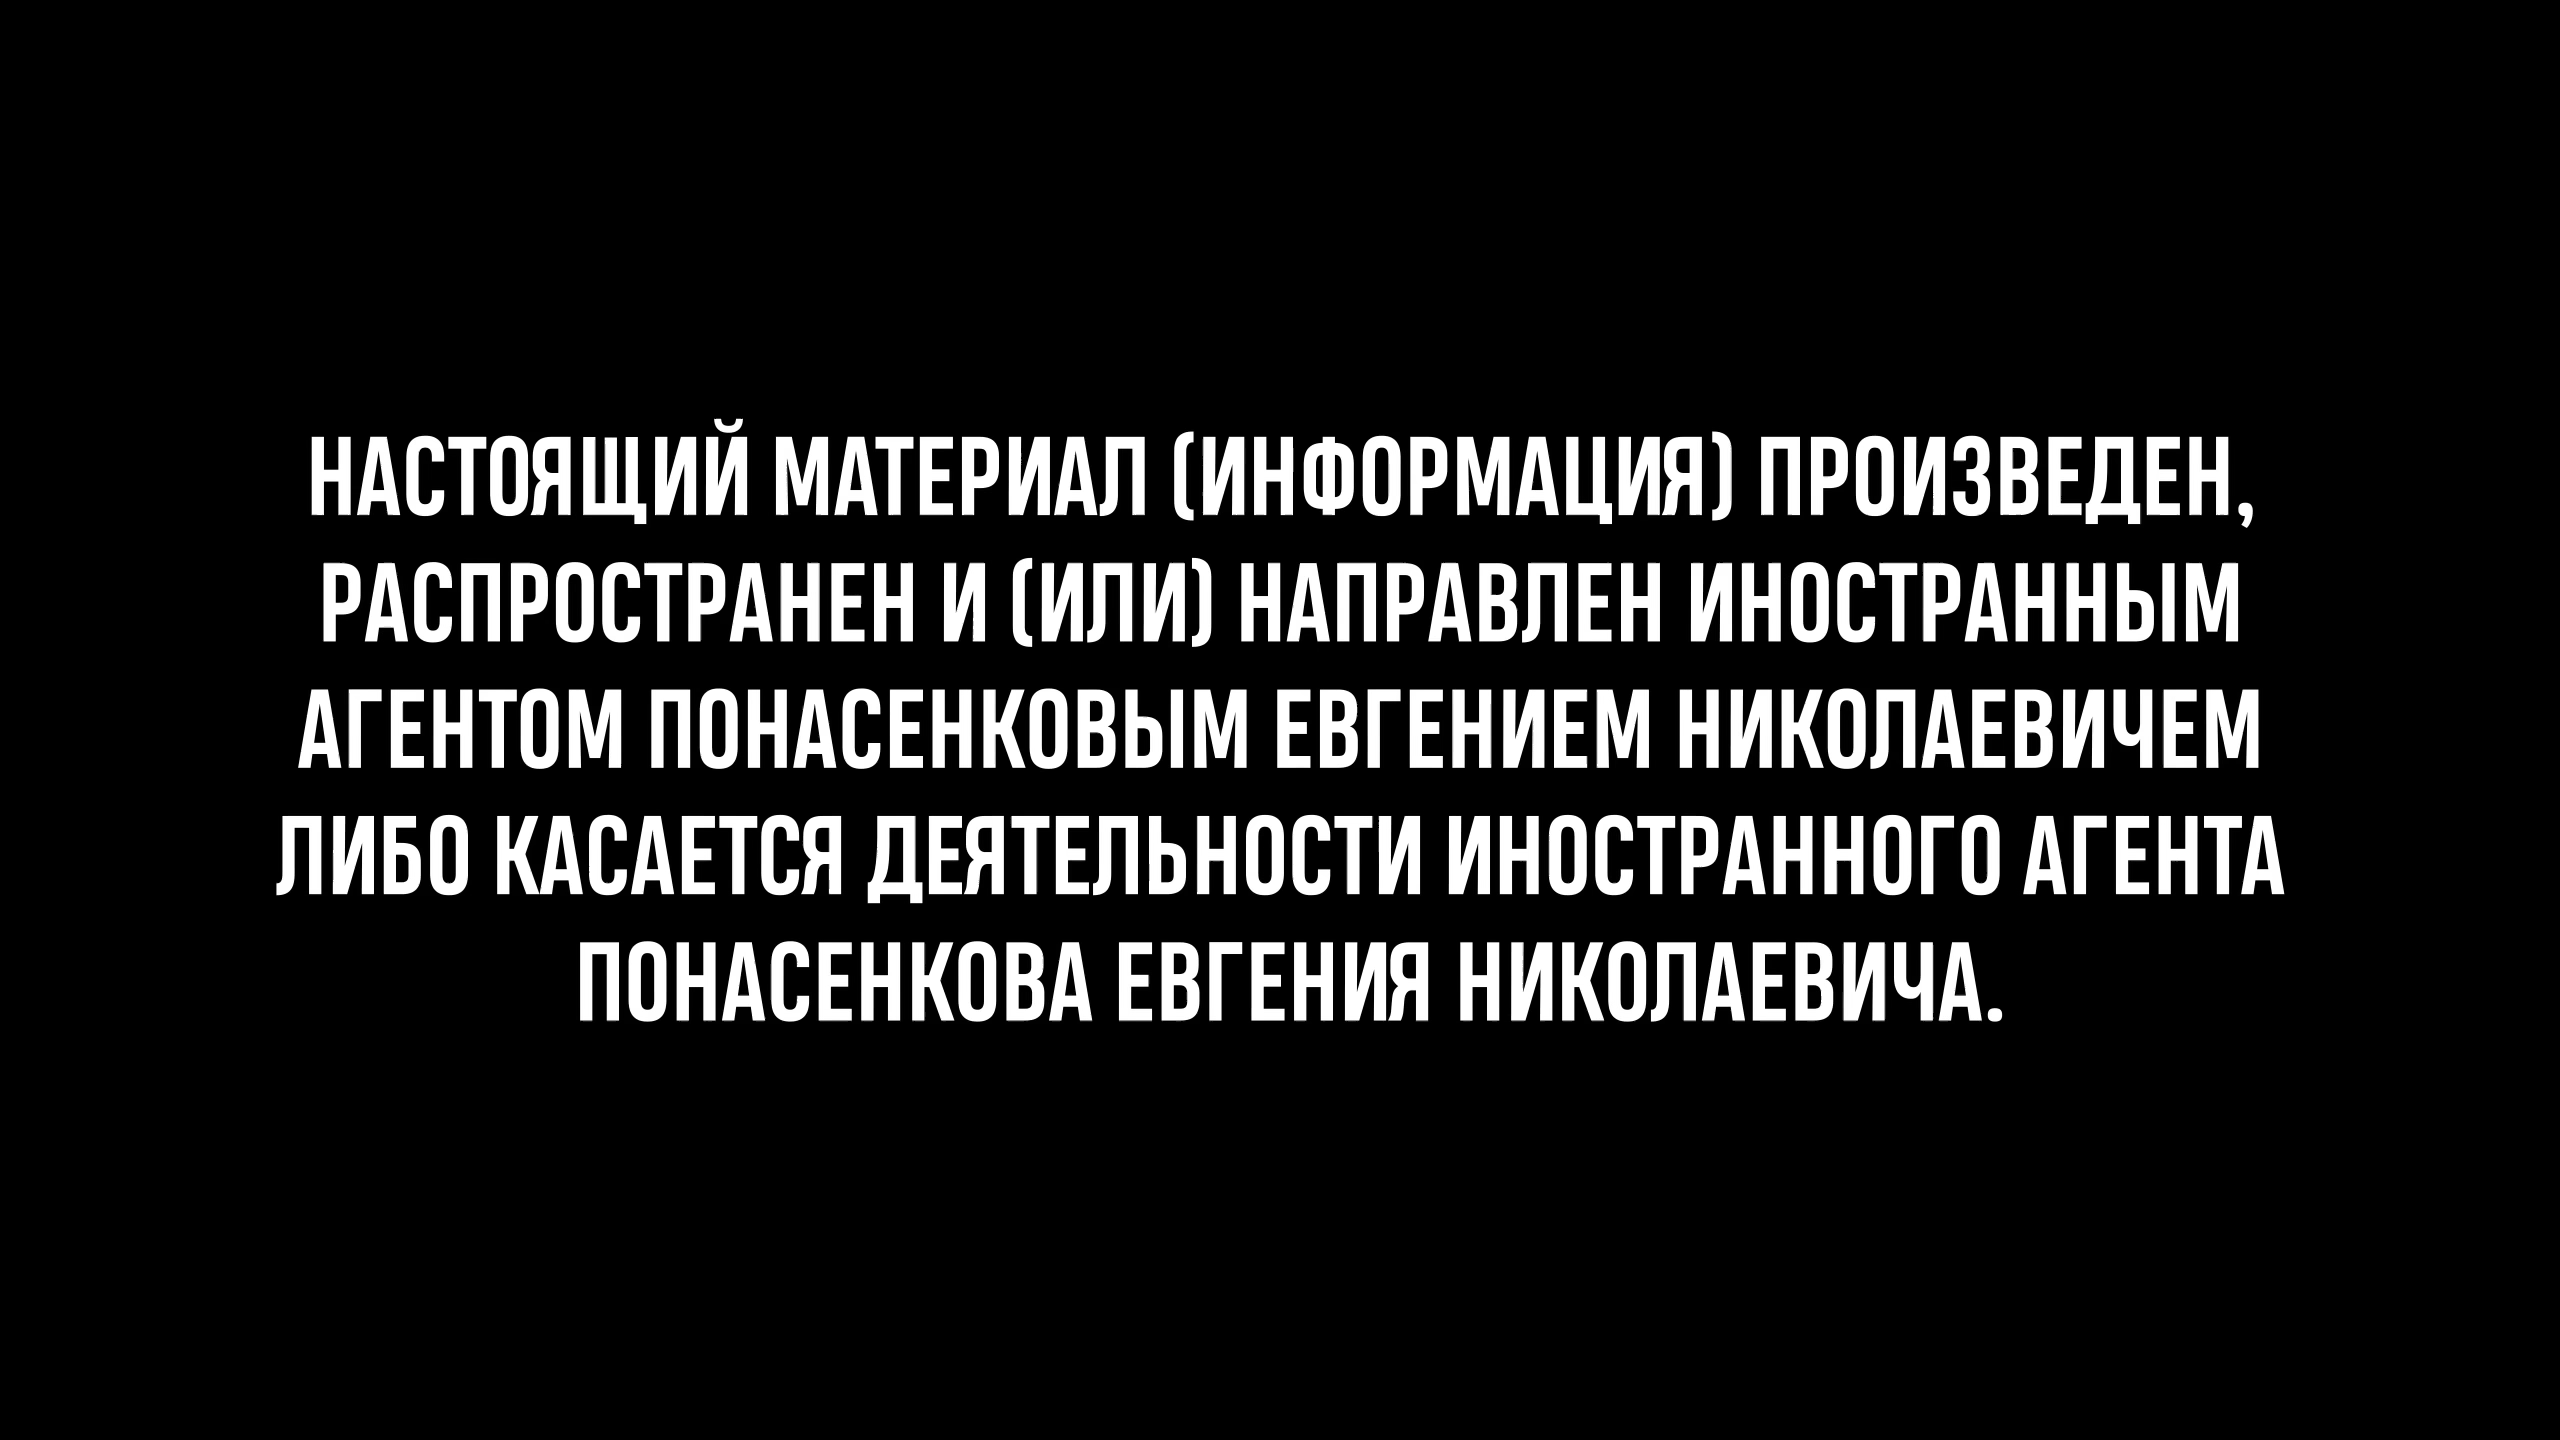 НАСТОЯЩИЙ МАТЕРИАЛ (ИНФОРМАЦИЯ) ПРОИЗВЕДЕН,
РАСПРОСТРАНЕН И (ИЛИ) НАПРАВЛЕН ИНОСТРАННЫМ
АГЕНТОМ ПОНАСЕНКОВЫМ ЕВГЕНИЕМ НИКОЛАЕВИЧЕМ
ЛИБО КАСАЕТСЯ ДЕЯТЕЛЬНОСТИ ИНОСТРАННОГО АГЕНТА
ПОНАСЕНКОВА ЕВГЕНИЯ НИКОЛАЕВИЧА.